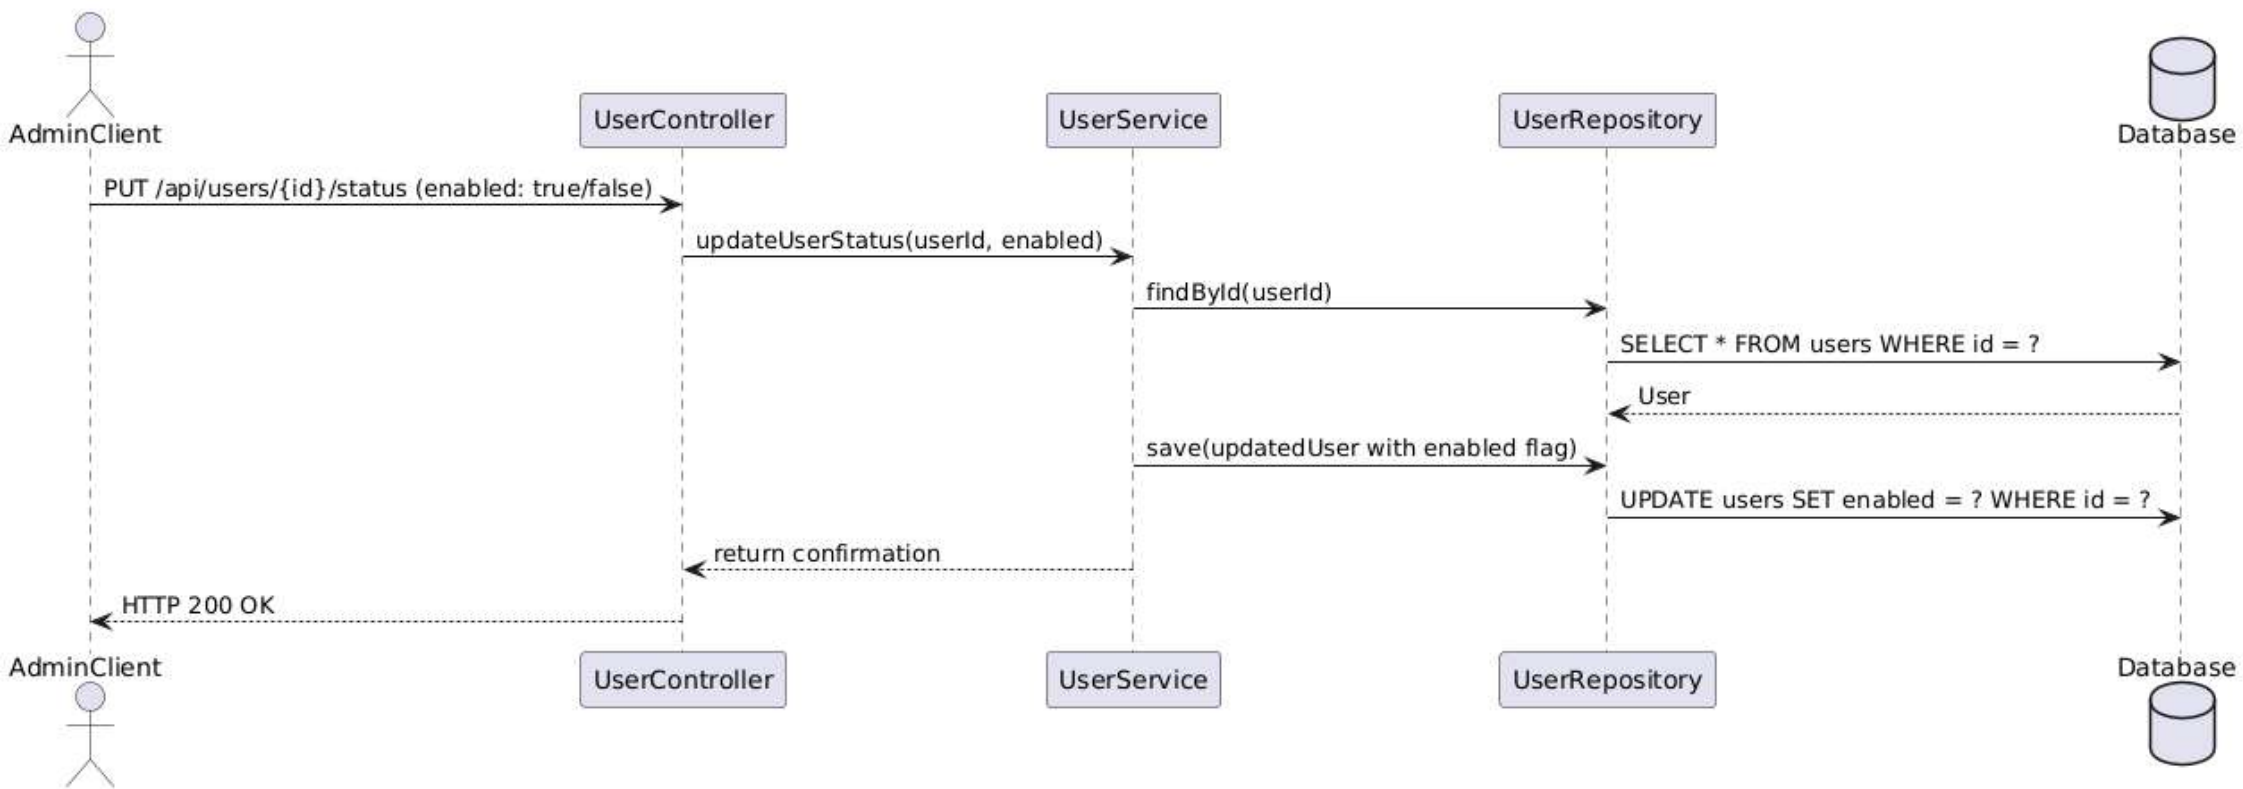 AdminClient
UserController
UserService
UserRepository
Database
PUT /api/users/{id}/status (enabled: true/false)
updateUserStatus(userId, enabled)
findById(userId)
SELECT * FROM users WHERE id = ?
User
save(updatedUser with enabled flag)
UPDATE users SET enabled = ? WHERE id = ?
return confirmation
HTTP 200 OK
AdminClient
UserController
UserService
UserRepository
Database